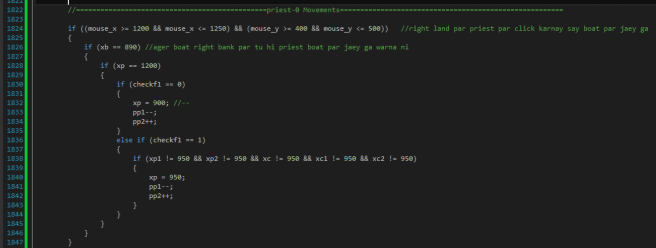 1821
1822 //================================================priest-0 Movements========================================================
1823
1824 if ((mouse_x >= 1200 && mouse_x <= 1250) && (mouse_y >= 400 && mouse_y <= 500)) //right land par priest par click karnay say boat par jaey ga
1825 {
1826 if (xb == 890) //ager boat right bank par tu hi priest boat par jaey ga warna ni
1827 {
1828 if (xp == 1200)
1829 {
1830 if (checkf1 == 0)
1831 {
1832 xp = 900; //--
1833 pp1--;
1834 pp2++;
1835 }
1836 else if (checkf1 == 1)
1837 {
1838 if (xp1 != 950 && xp2 != 950 && xc != 950 && xc1 != 950 && xc2 != 950)
1839 {
1840 xp = 950;
1841 pp1--;
1842 pp2++;
1843 }
1844 }
1845 }
1846 }
1847 }